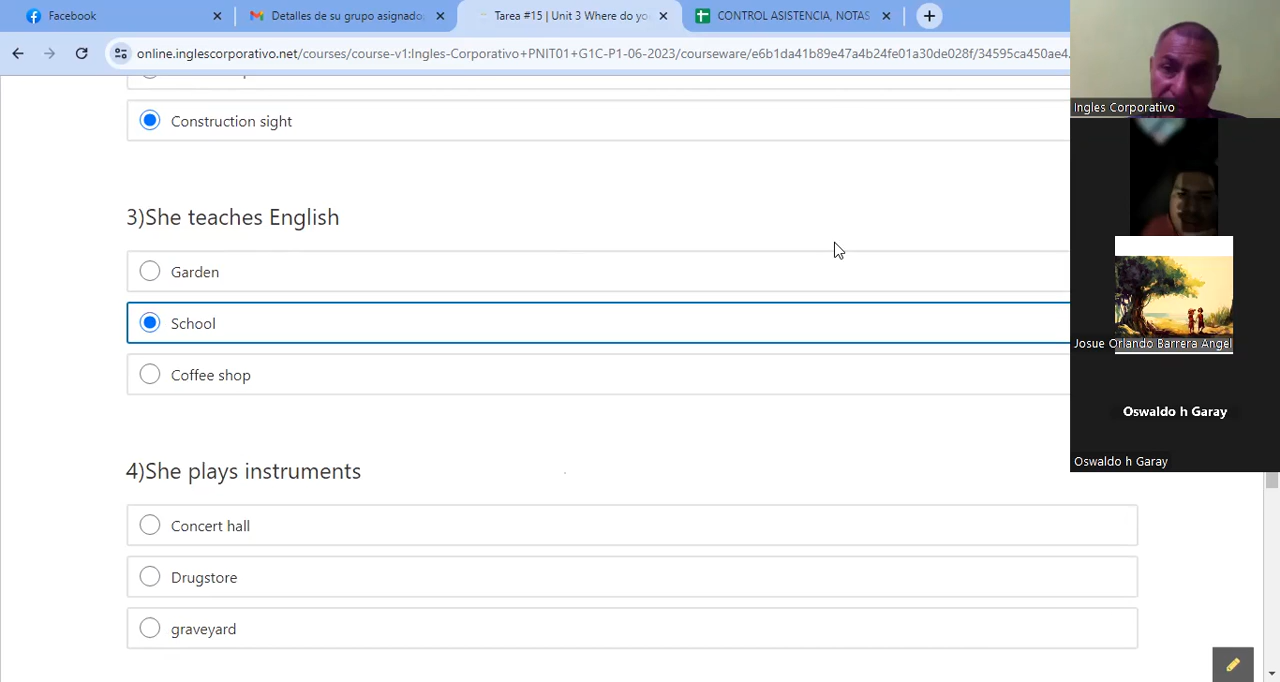 Facebook
Detalles de su grupo asignado
Tarea #15 | Unit 3 Where do yo
CONTROL ASISTENCIA, NOTAS
online.inglescorporativo.net/courses/course-v1:Ingles-Corporativo+PNIT01+G1C-P1-06-2023/courseware/e6b1da41b89e47a4b24fe01a30de028f/34595ca450ae4
Ingles Corporativo
Construction sight
3)She teaches English
Garden
School
Coffee shop
Josue Orlando Barrera Angel
Oswaldo h Garay
Oswaldo h Garay
4)She plays instruments
Concert hall
Drugstore
graveyard